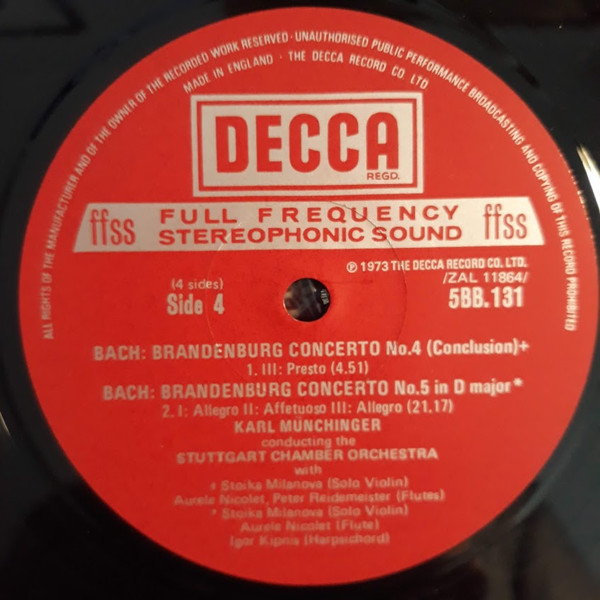 ALL RIGHTS OF THE MANUFACTURER AND OF THE OWNER OF THE RECORDED WORK RESERVED · UNAUTHORISED PUBLIC PERFORMANCE BROADCASTING AND COPYING OF THIS RECORD PROHIBITED
MADE IN ENGLAND · THE DECCA RECORD CO LTD
DECCA
REGD.
ffss FULL FREQUENCY ffss
STEREOPHONIC SOUND
℗ 1973 THE DECCA RECORD CO. LTD.
(4 sides) /ZAL 11864/
Side 4 5BB.131
BACH: BRANDENBURG CONCERTO No.4 (Conclusion)+
1. III: Presto (4.51)
BACH: BRANDENBURG CONCERTO No.5 in D major*
2. I: Allegro II: Affetuoso III: Allegro (21.17)
KARL MUNCHINGER
conducting the
STUTTGART CHAMBER ORCHESTRA
with
+ Stoika Milanova (Solo Violin)
Aurele Nicolet, Peter Reidemeister (Flutes)
* Stoika Milanova (Solo Violin)
Aurele Nicolet (Flute)
Igor Kipnis (Harpsichord)